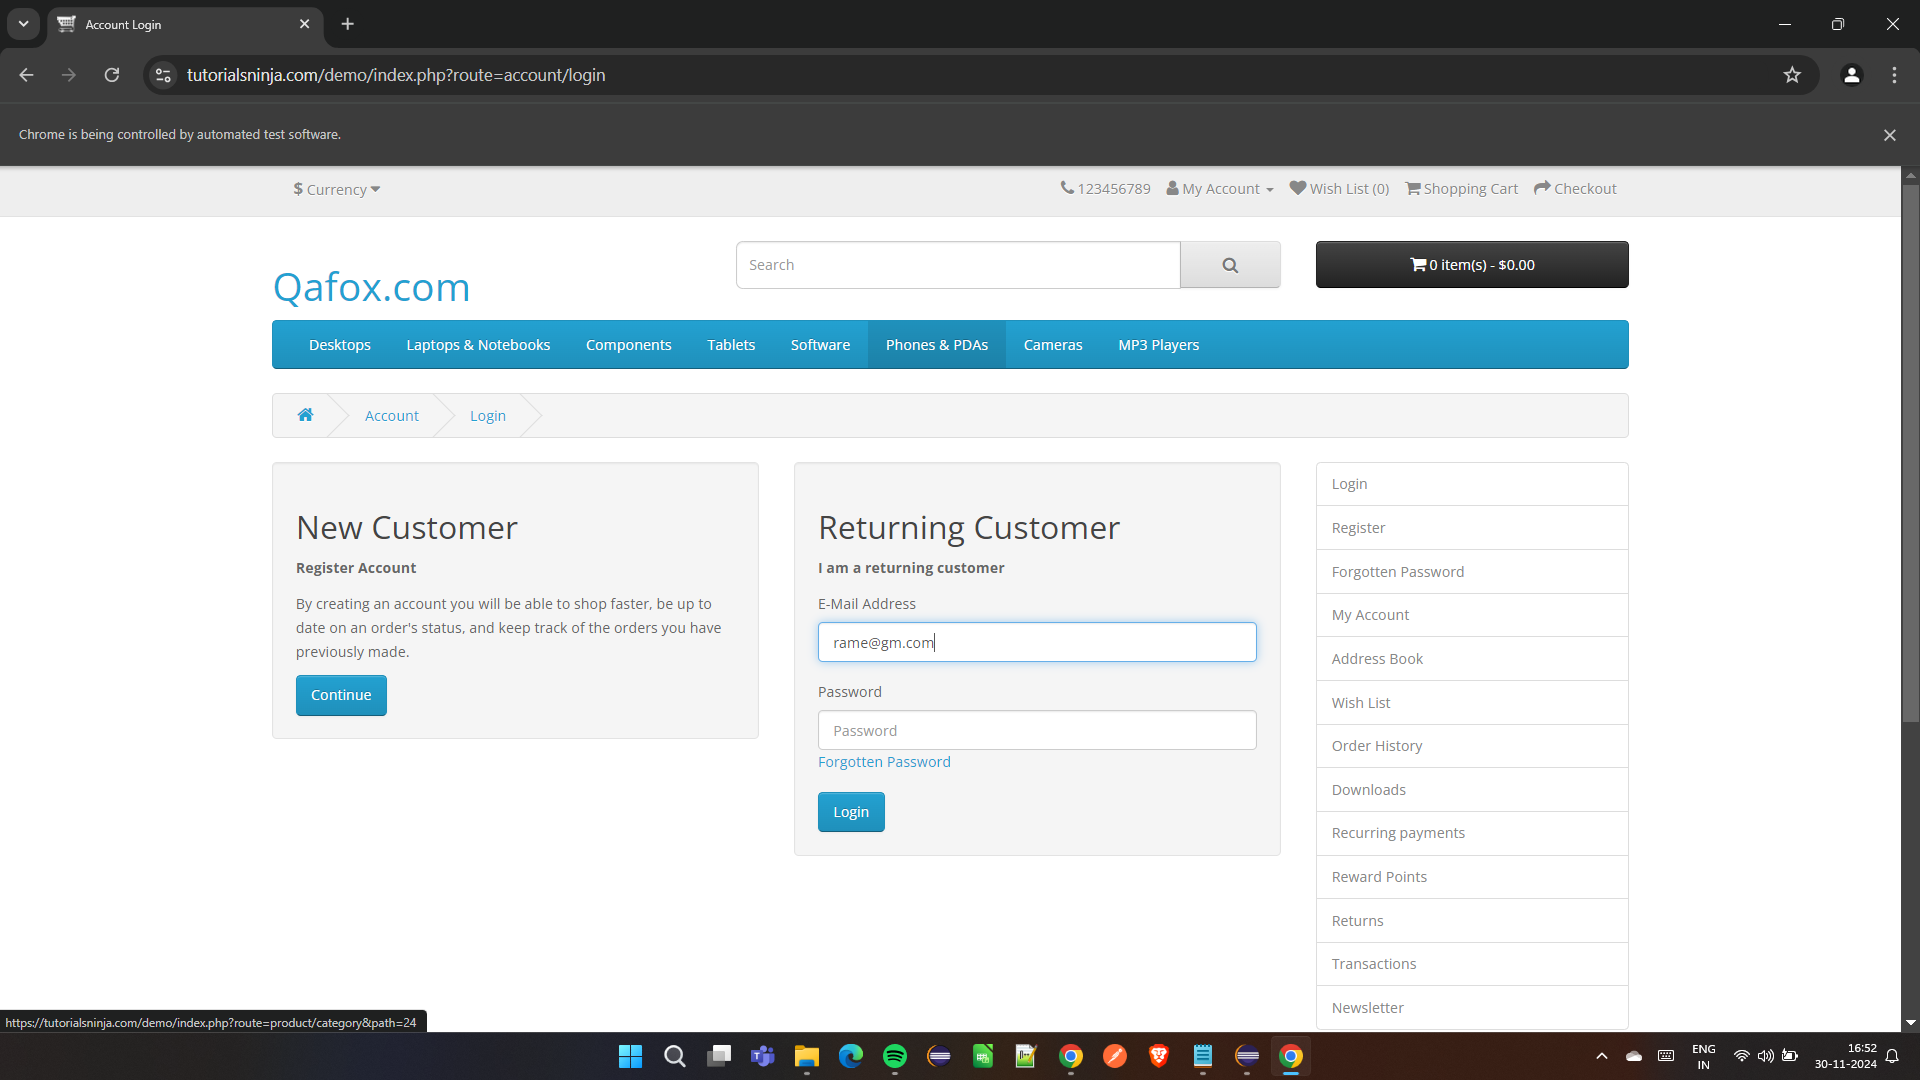 Account Login
tutorialsninja.com/demo/index.php?route=account/login
Chrome is being controlled by automated test software.
$ Currency
123456789 My Account Wish List (0) Shopping Cart Checkout
Qafox.com
Search
0 item(s) - $0.00
Desktops Laptops & Notebooks Components Tablets Software Phones & PDAs Cameras MP3 Players
Account Login
New Customer
Register Account
By creating an account you will be able to shop faster, be up to
date on an order's status, and keep track of the orders you have
previously made.
Continue
Returning Customer
I am a returning customer
E-Mail Address
rame@gm.com
Password
Password
Forgotten Password
Login
Login
Register
Forgotten Password
My Account
Address Book
Wish List
Order History
Downloads
Recurring payments
Reward Points
Returns
Transactions
Newsletter
https://tutorialsninja.com/demo/index.php?route=product/category&path=24
ENG
IN
16:52
30-11-2024